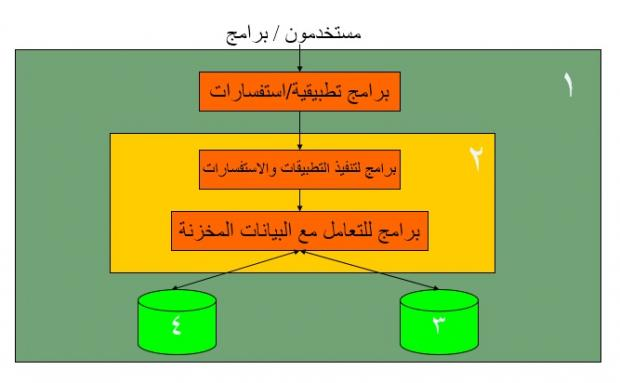 مستخدمون / برامج
١
برامج تطبيقية/استفسارات
٢
برامج لتنفيذ التطبيقات والاستفسارات
برامج للتعامل مع البيانات المخزنة
٣
٤